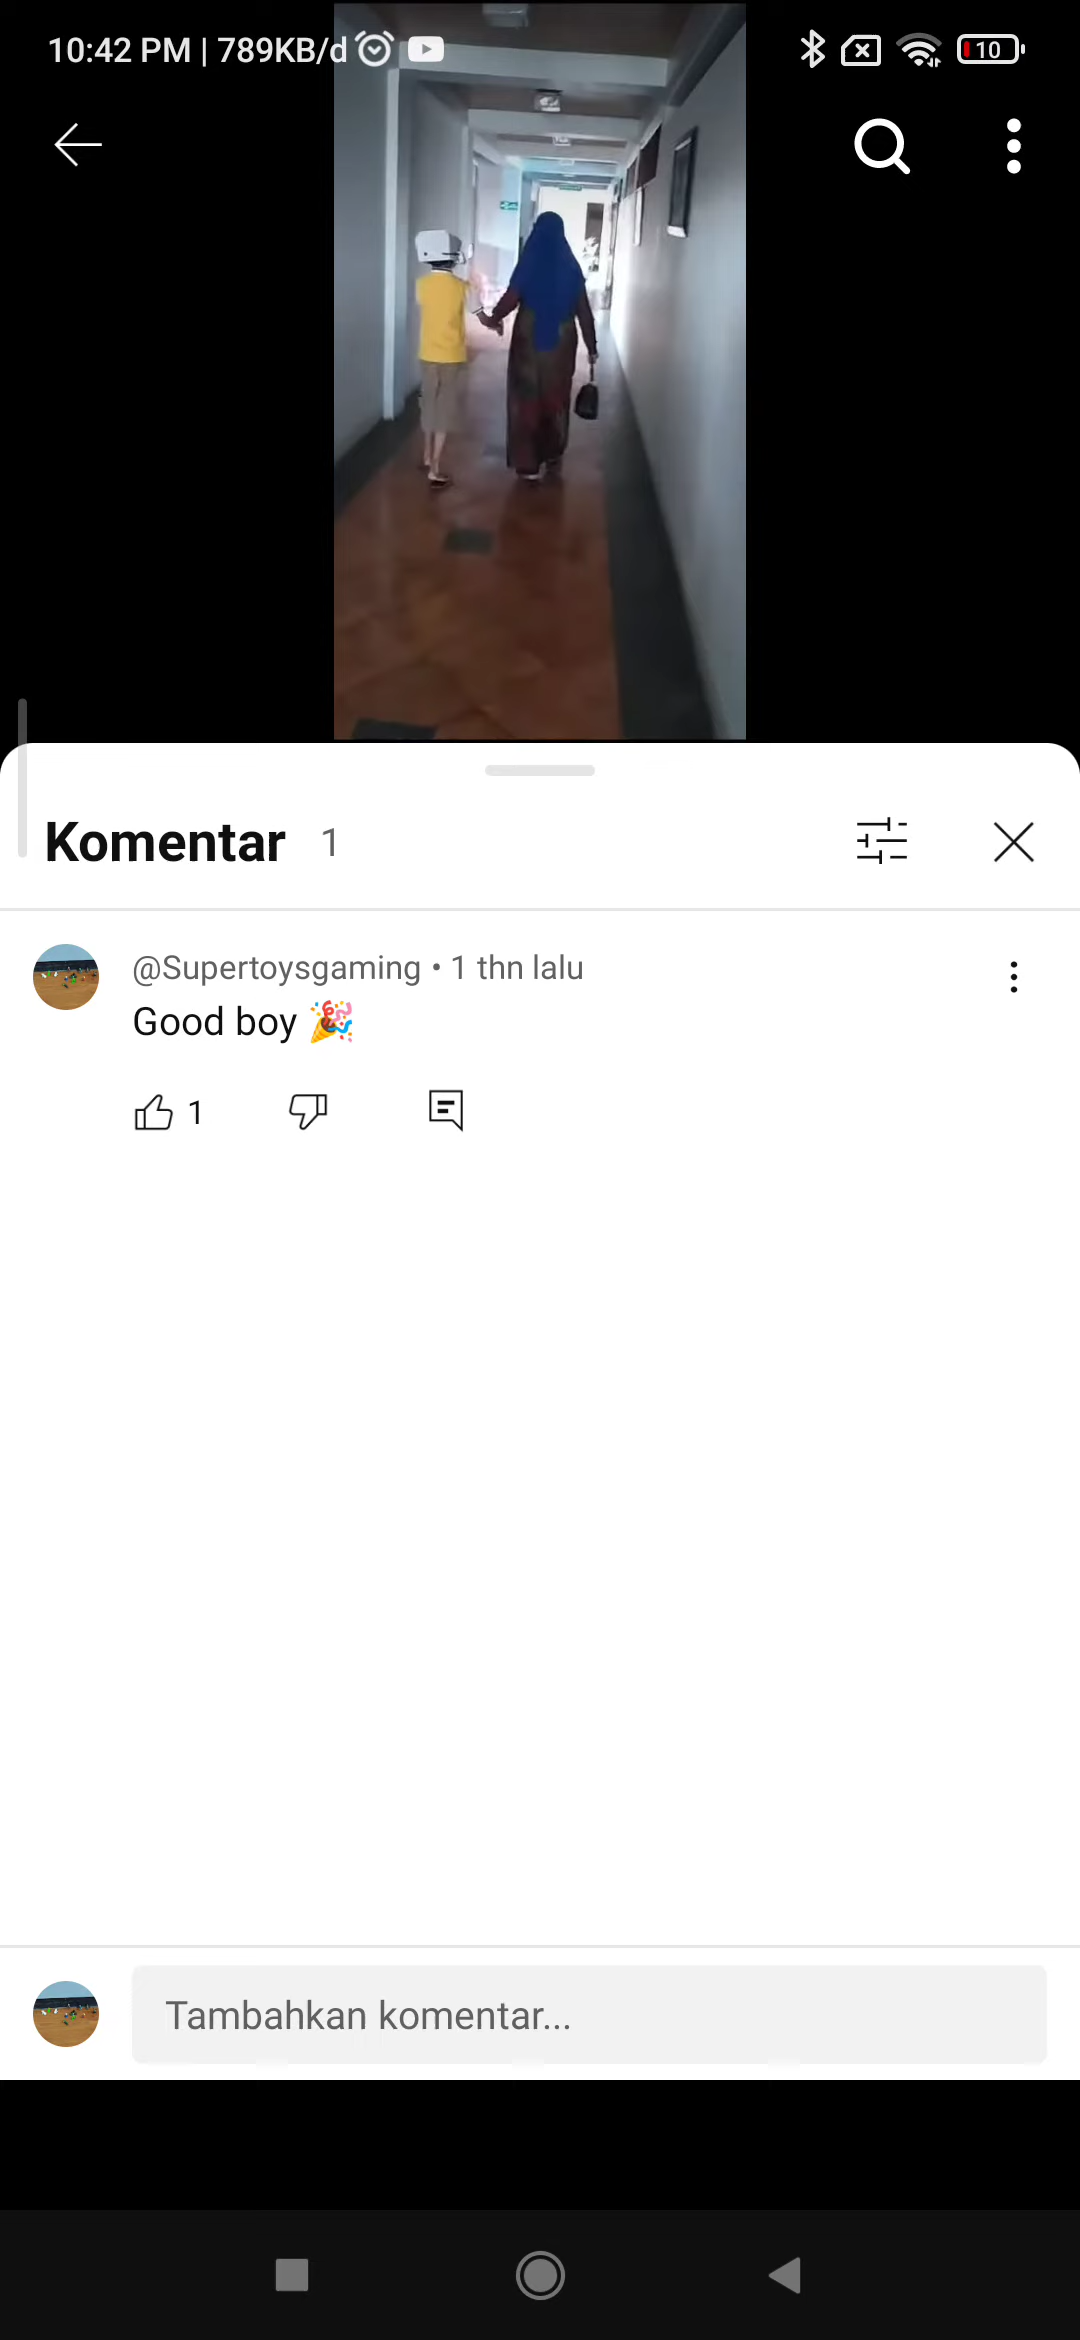 10:42 PM | 789KB/d
10
Komentar 1
@Supertoysgaming • 1 thn lalu
Good boy 🎉
1
Tambahkan komentar...